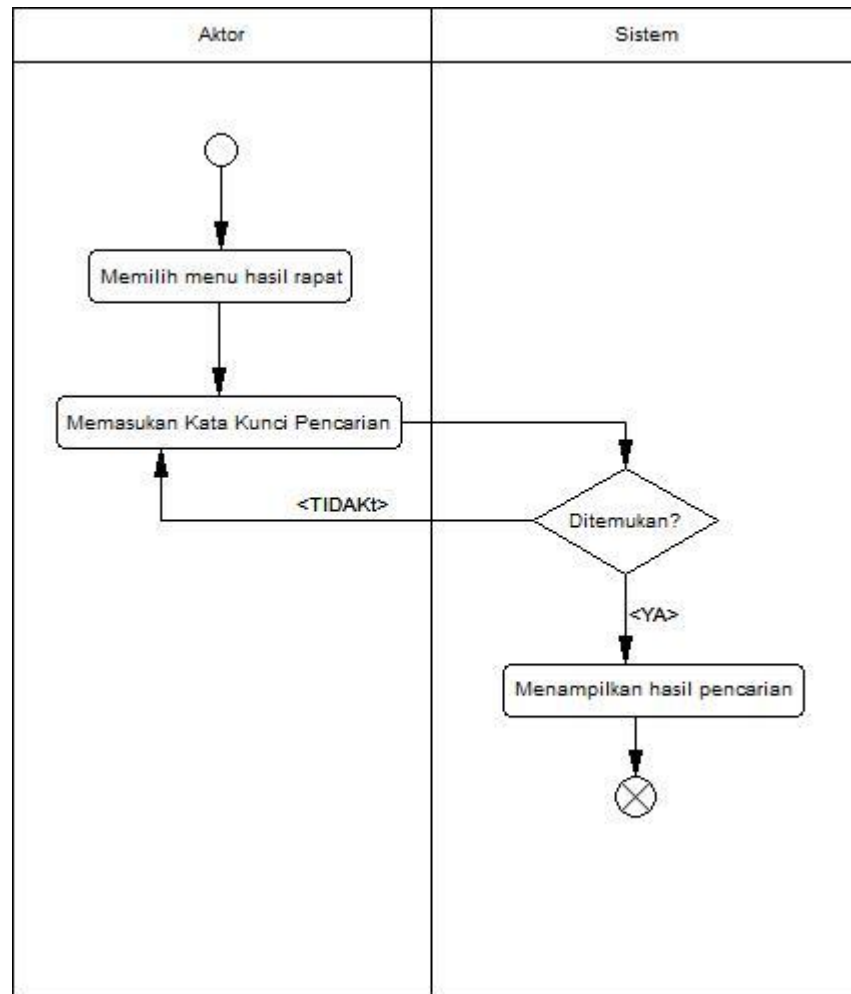 Aktor
Sistem
Memilih menu hasil rapat
Memasukan Kata Kunci Pencarian
<TIDAKt>
Ditemukan?
<YA>
Menampilkan hasil pencarian